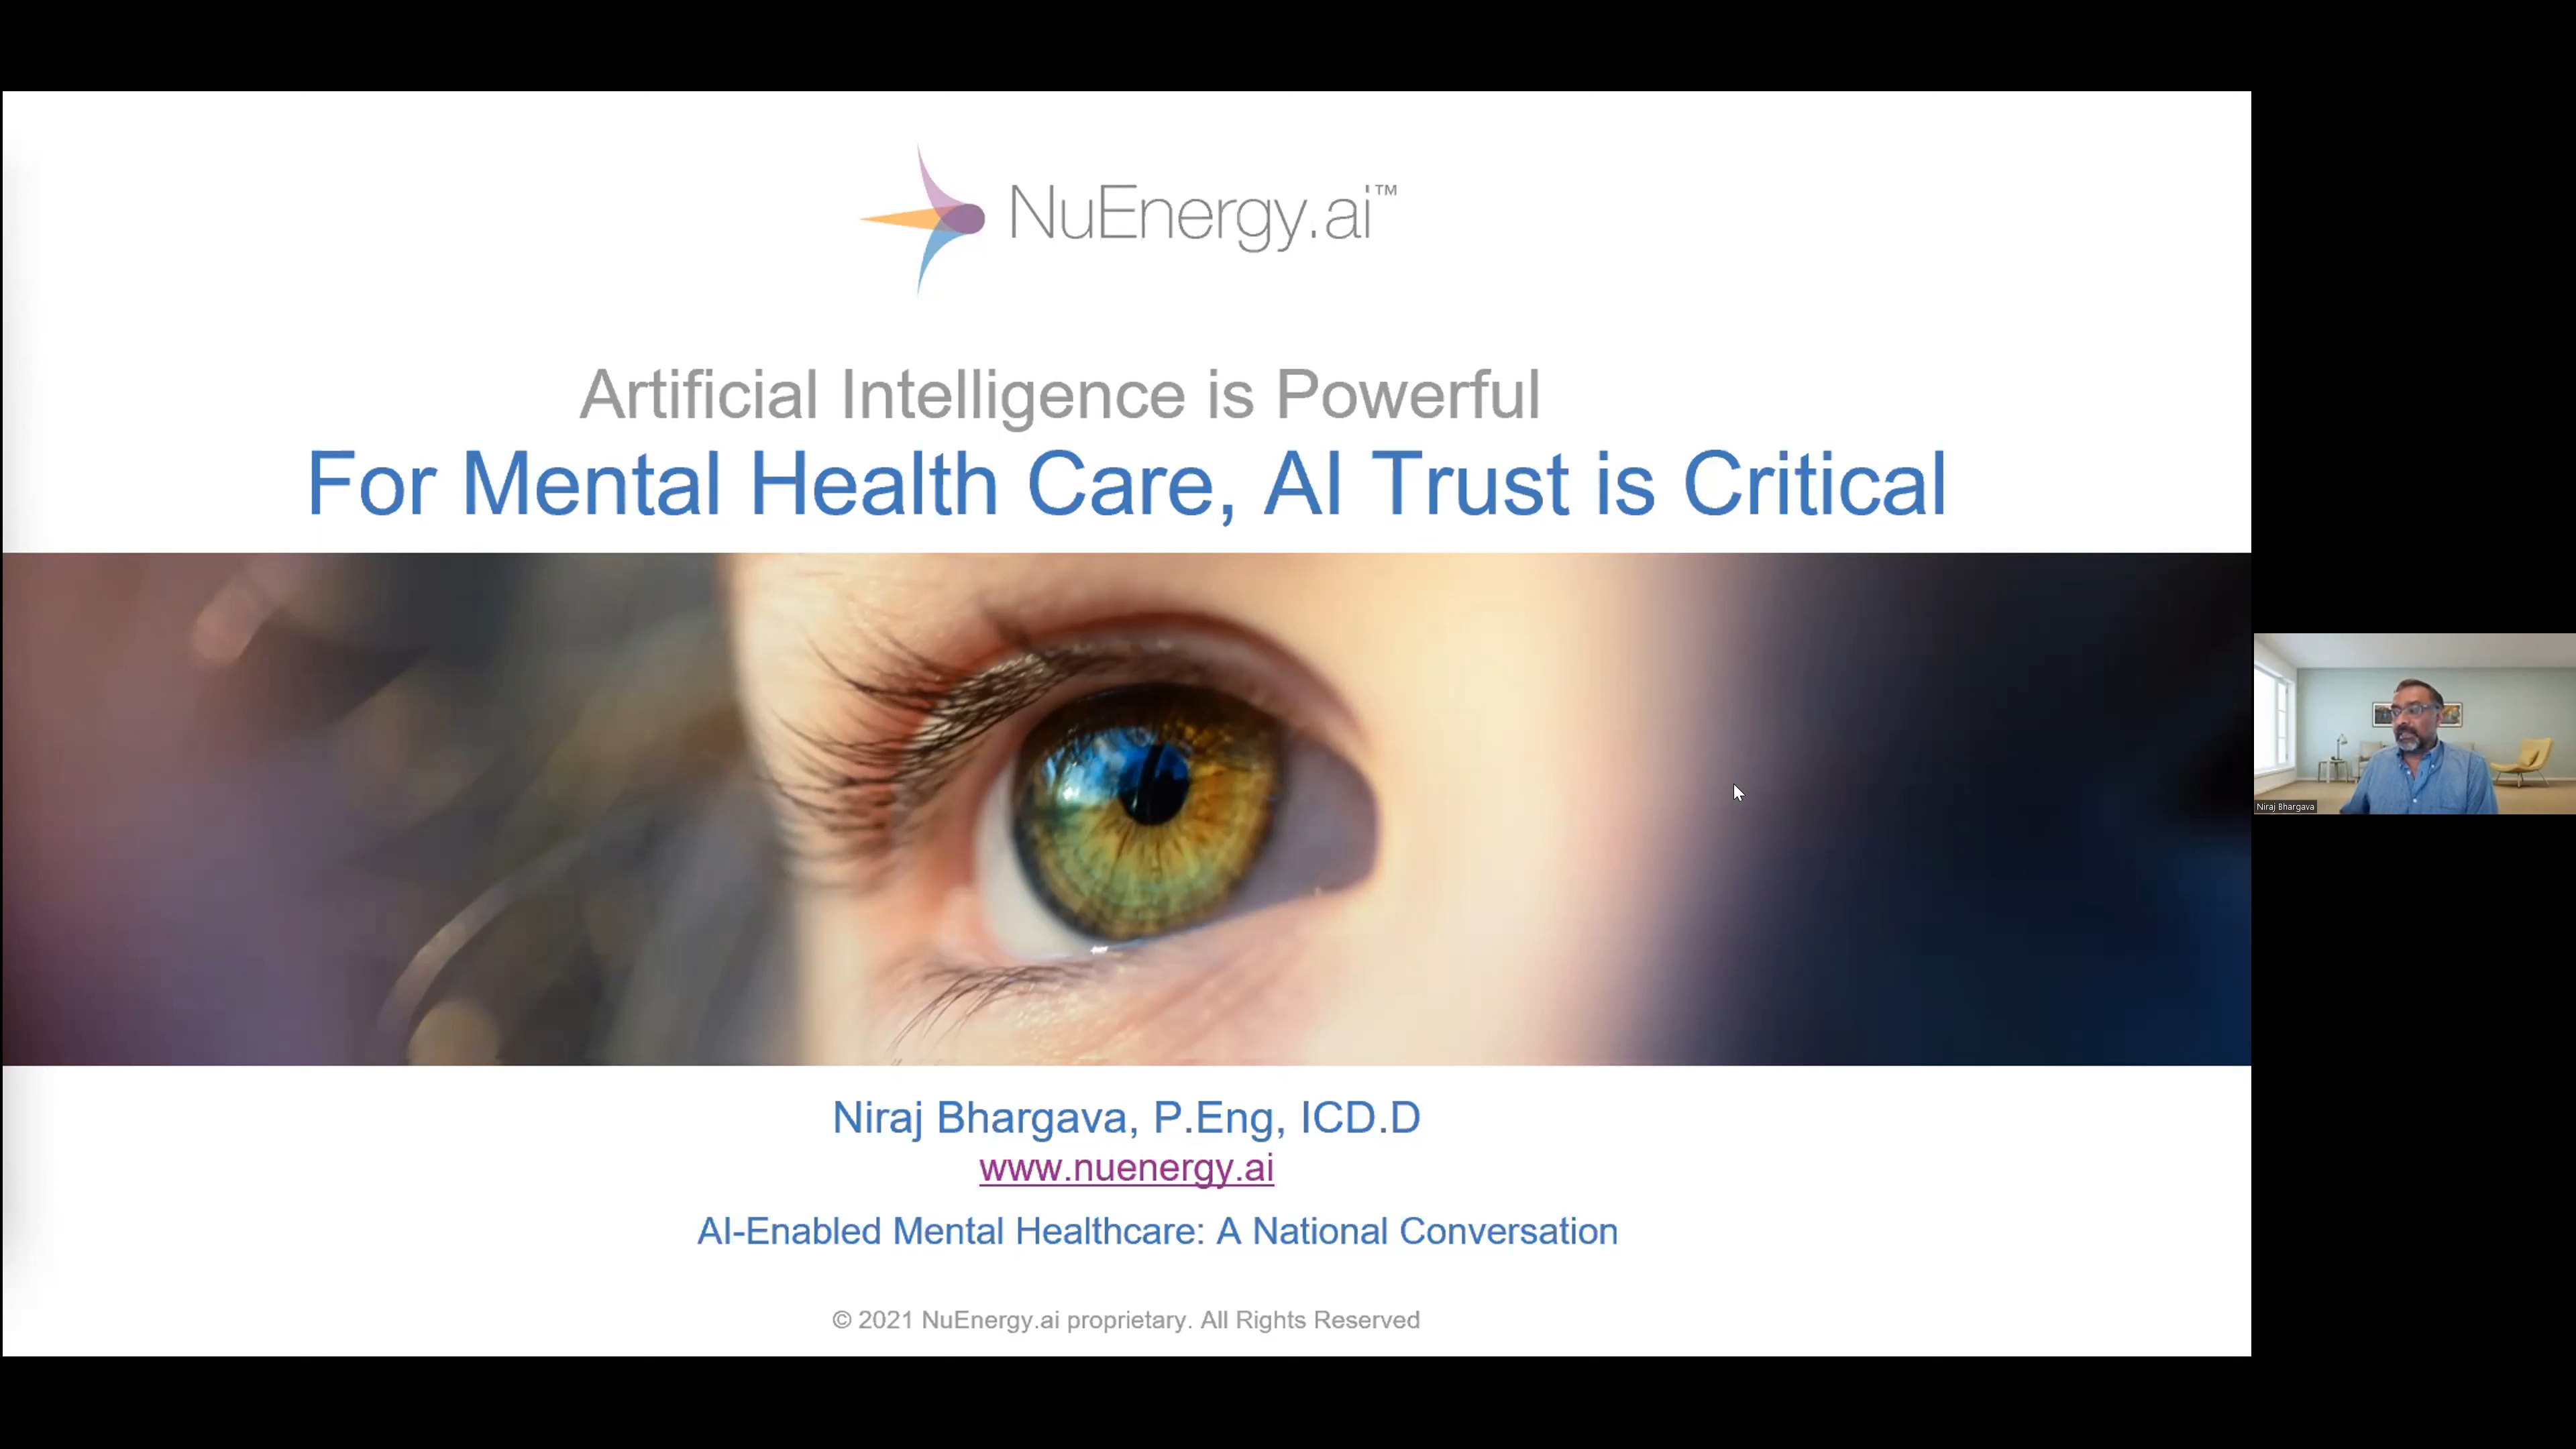 NuEnergy.ai™
Artificial Intelligence is Powerful
For Mental Health Care, AI Trust is Critical
Niraj Bhargava
Niraj Bhargava, P.Eng, ICD.D
www.nuenergy.ai
AI-Enabled Mental Healthcare: A National Conversation
© 2021 NuEnergy.ai proprietary. All Rights Reserved